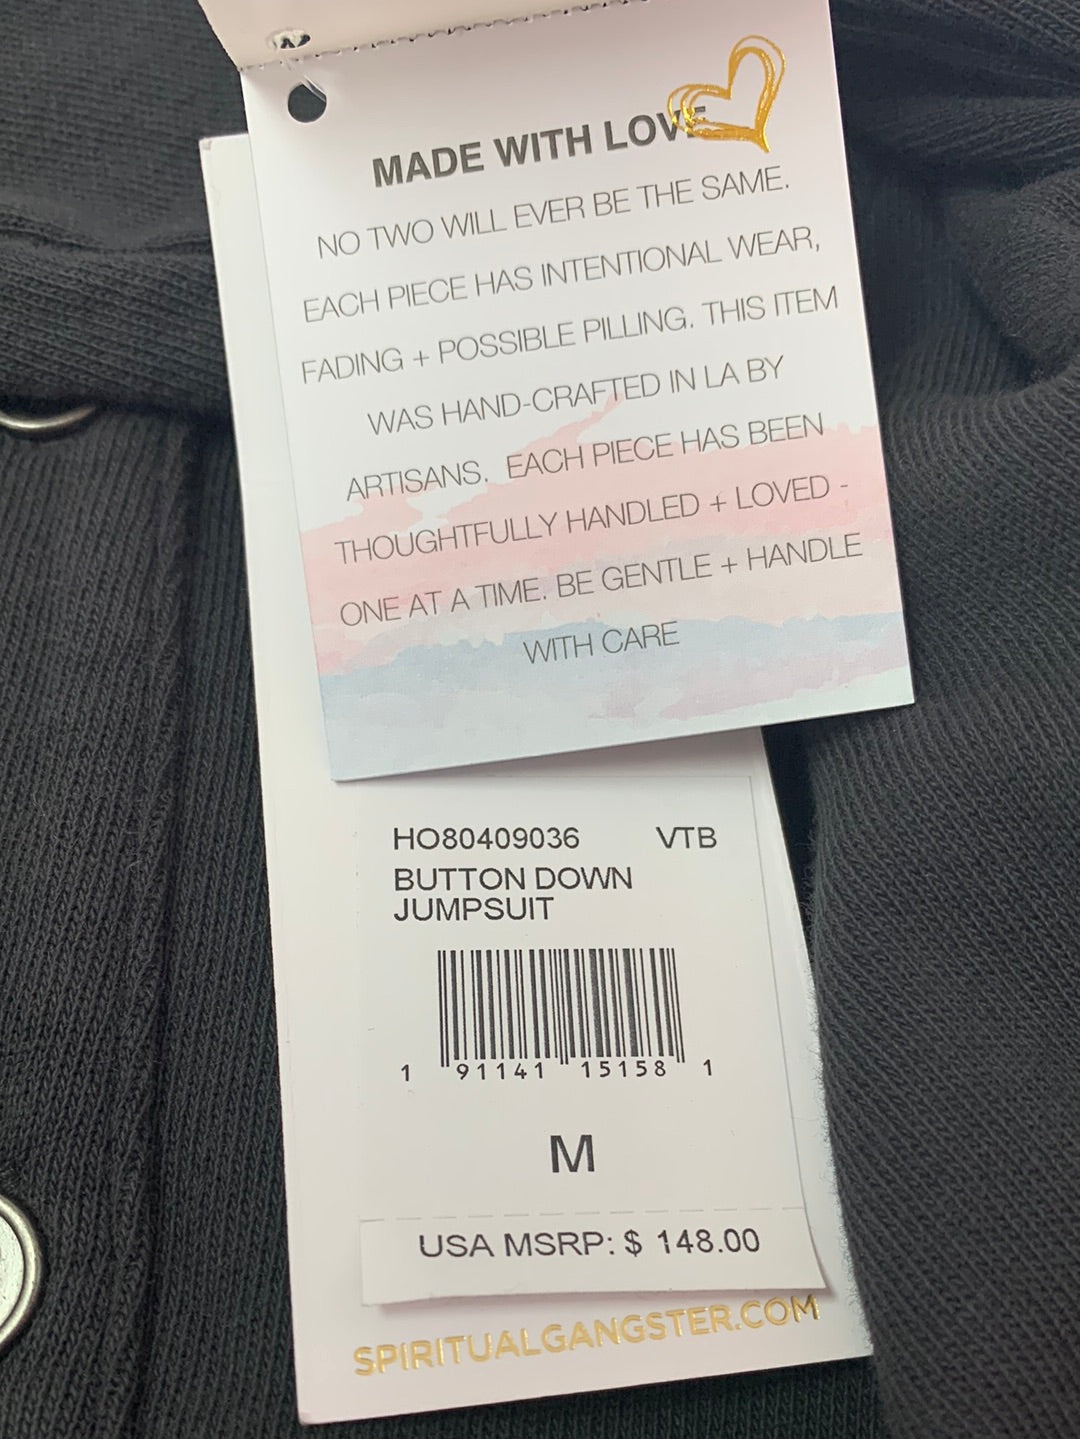 MADE WITH LOVE
NO TWO WILL EVER BE THE SAME.
EACH PIECE HAS INTENTIONAL WEAR,
FADING + POSSIBLE PILLING. THIS ITEM
WAS HAND-CRAFTED IN LA BY
ARTISANS. EACH PIECE HAS BEEN
THOUGHTFULLY HANDLED + LOVED -
ONE AT A TIME. BE GENTLE + HANDLE
WITH CARE
HO80409036 VTB
BUTTON DOWN
JUMPSUIT
1 91141 15158 1
M
USA MSRP: $ 148.00
SPIRITUALGANGSTER.COM